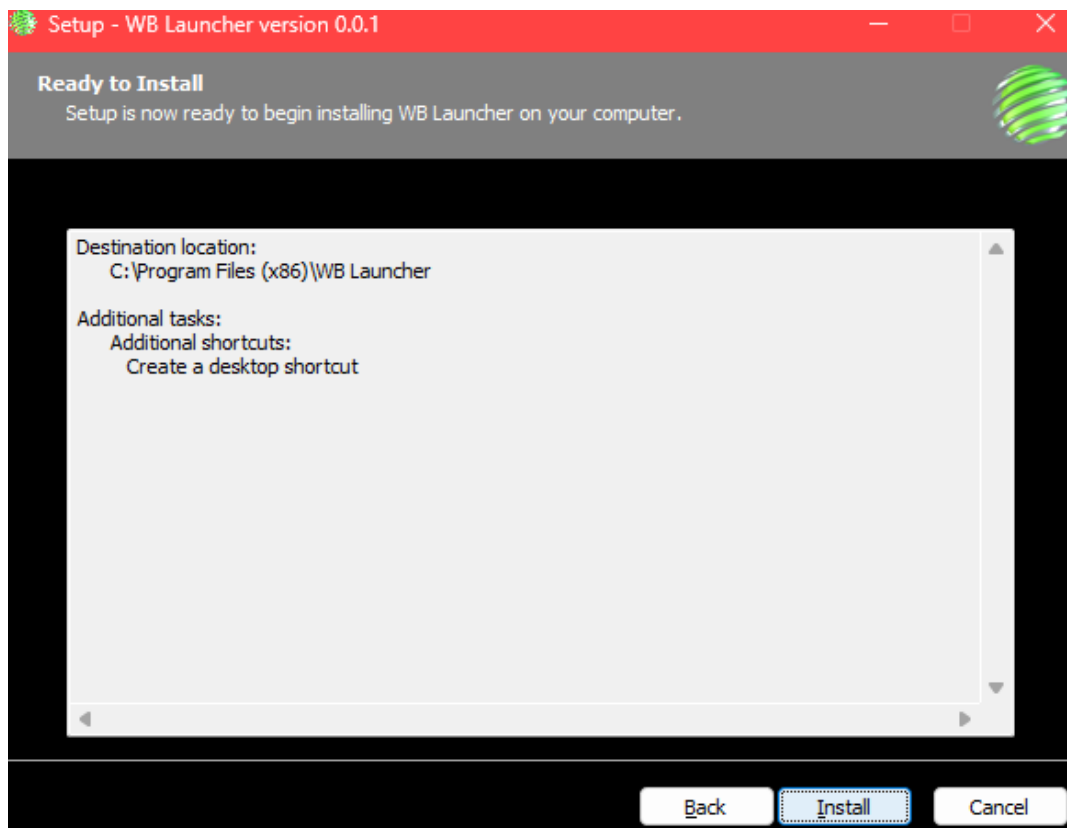 Setup - WB Launcher version 0.0.1
Ready to Install
Setup is now ready to begin installing WB Launcher on your computer.
Destination location:
C:\Program Files (x86)\WB Launcher
Additional tasks:
Additional shortcuts:
Create a desktop shortcut
Back
Install
Cancel